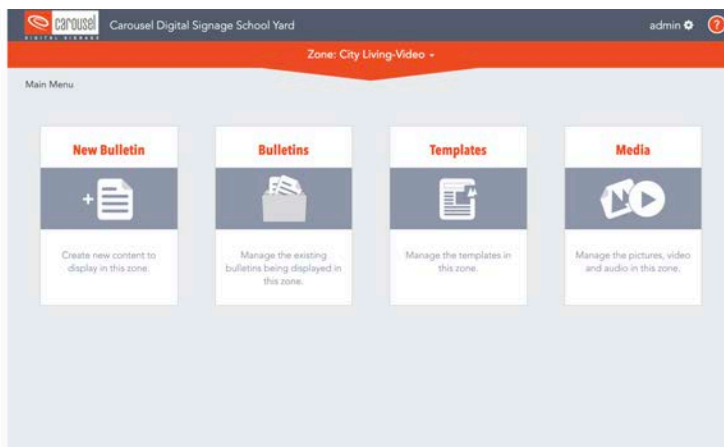 carousel
DIGITAL SIGNAGE
Carousel Digital Signage School Yard
admin
?
Zone: City Living-Video
Main Menu
New Bulletin
Bulletins
Templates
Media
Create new content to
display in this zone.
Manage the existing
bulletins being displayed in
this zone.
Manage the templates in
this zone.
Manage the pictures, video
and audio in this zone.